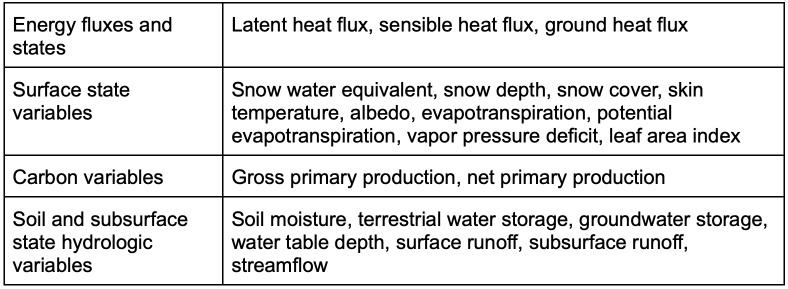 Energy fluxes and states
Latent heat flux, sensible heat flux, ground heat flux
Surface state variables
Snow water equivalent, snow depth, snow cover, skin
temperature, albedo, evapotranspiration, potential
evapotranspiration, vapor pressure deficit, leaf area index
Carbon variables
Gross primary production, net primary production
Soil and subsurface
state hydrologic
variables
Soil moisture, terrestrial water storage, groundwater storage,
water table depth, surface runoff, subsurface runoff,
streamflow